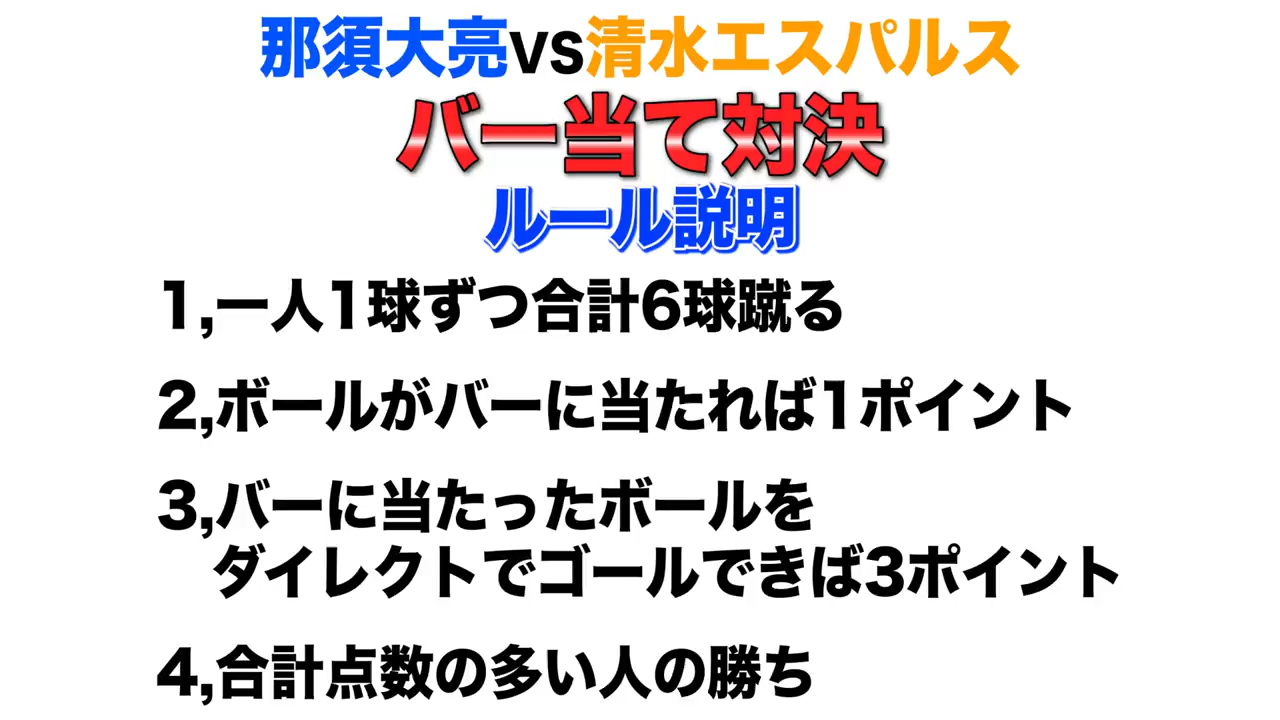 那須大亮VS清水エスパルス
バー当て対決
ルール説明
1,一人1球ずつ合計6球蹴る
2,ボールがバーに当たれば1ポイント
3,バーに当たったボールを
ダイレクトでゴールできば3ポイント
4,合計点数の多い人の勝ち